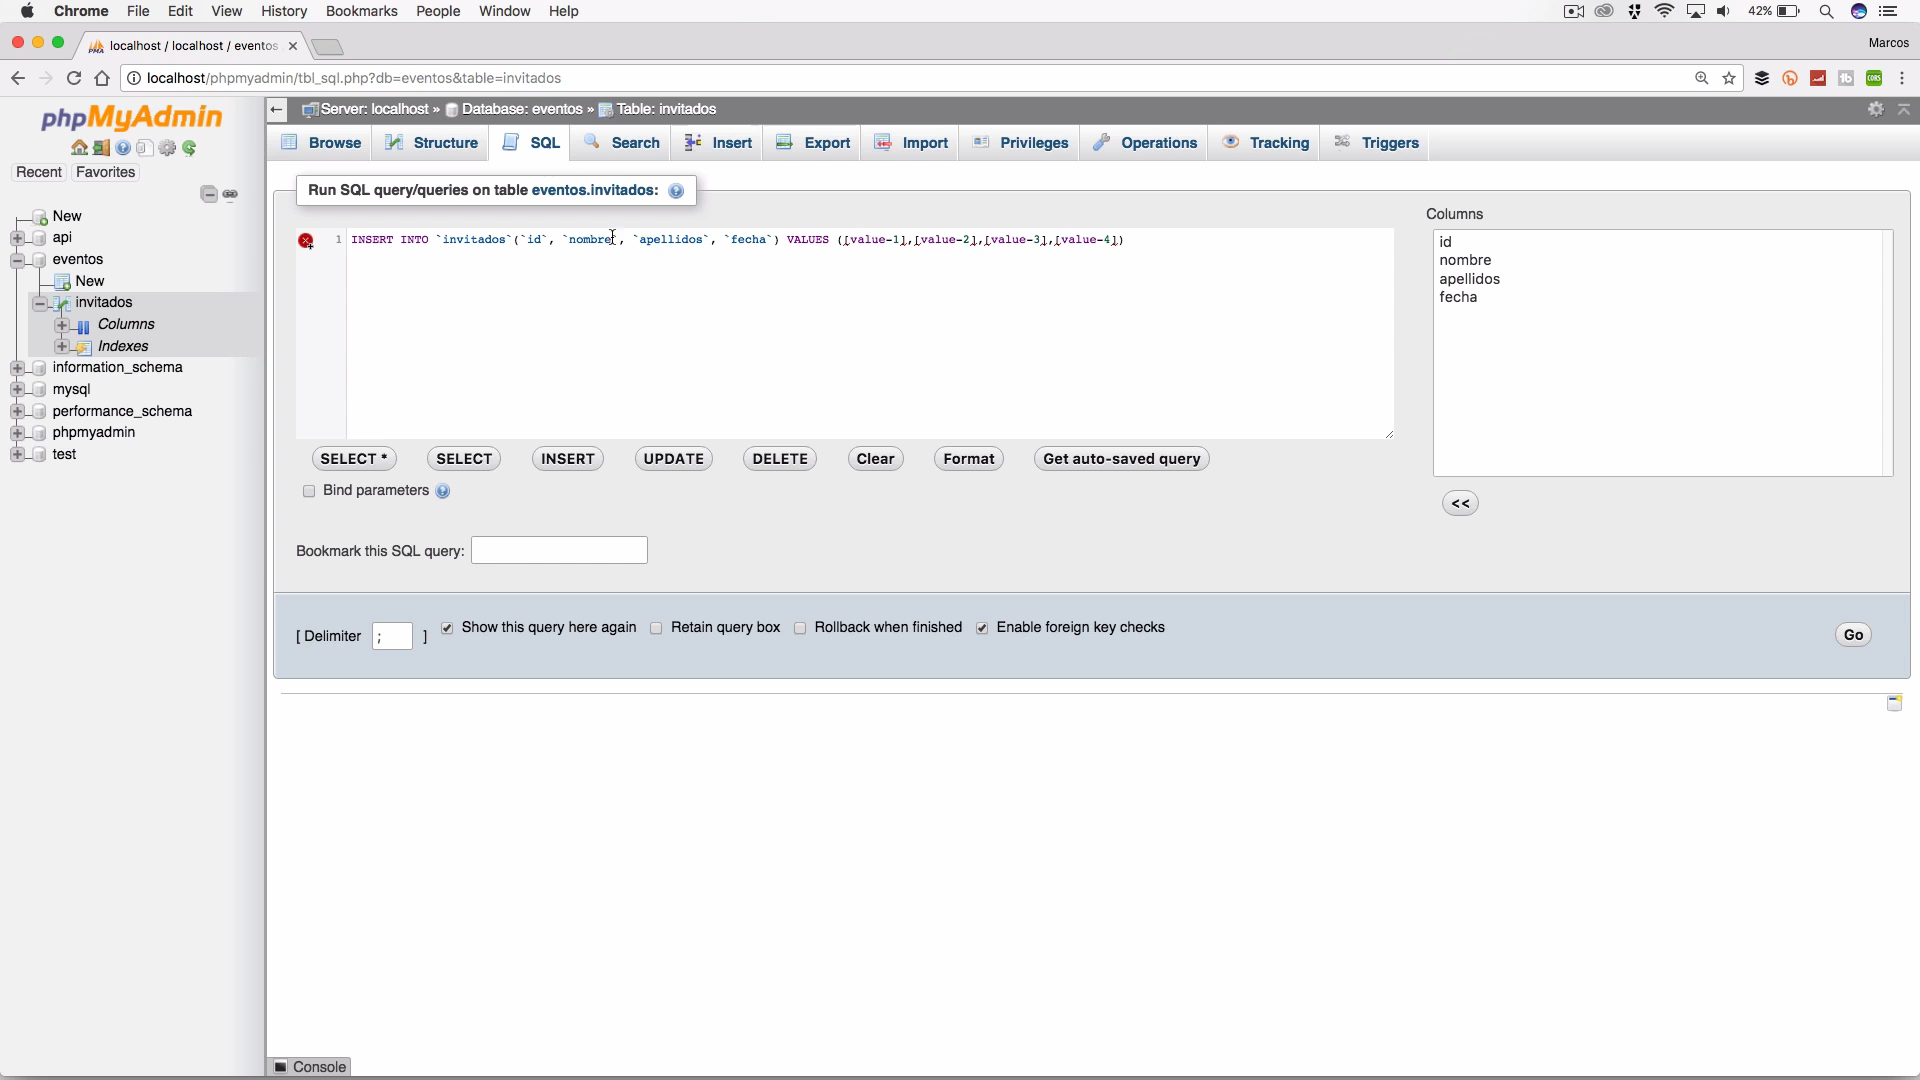 Chrome File Edit View History Bookmarks People Window Help 42%
localhost / localhost / eventos Marcos
localhost/phpmyadmin/tbl_sql.php?db=eventos&table=invitados
phpMyAdmin
Recent Favorites
New
api
eventos
New
invitados
Columns
Indexes
information_schema
mysql
performance_schema
phpmyadmin
test
Server: localhost » Database: eventos » Table: invitados
Browse Structure SQL Search Insert Export Import Privileges Operations Tracking Triggers
Run SQL query/queries on table eventos.invitados:
1 INSERT INTO `invitados`(`id`, `nombre`, `apellidos`, `fecha`) VALUES ([value-1],[value-2],[value-3],[value-4])
SELECT * SELECT INSERT UPDATE DELETE Clear Format Get auto-saved query
Bind parameters
Bookmark this SQL query:
Columns
id
nombre
apellidos
fecha
<<
[ Delimiter ; ] Show this query here again Retain query box Rollback when finished Enable foreign key checks Go
Console